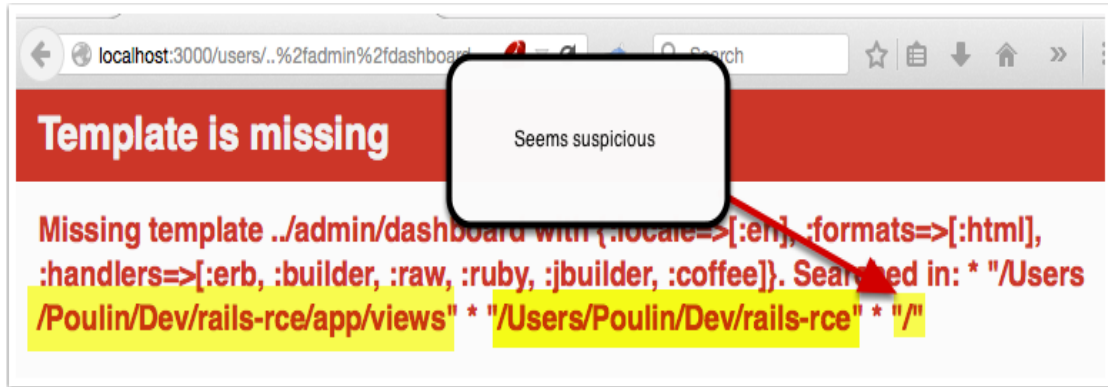 localhost:3000/users/..%2fadmin%2fdashboard
Search
Template is missing
Seems suspicious
Missing template ../admin/dashboard with {:locale=>[:en], :formats=>[:html],
:handlers=>[:erb, :builder, :raw, :ruby, :jbuilder, :coffee]}. Searched in: * "/Users
/Poulin/Dev/rails-rce/app/views" * "/Users/Poulin/Dev/rails-rce" * "/"